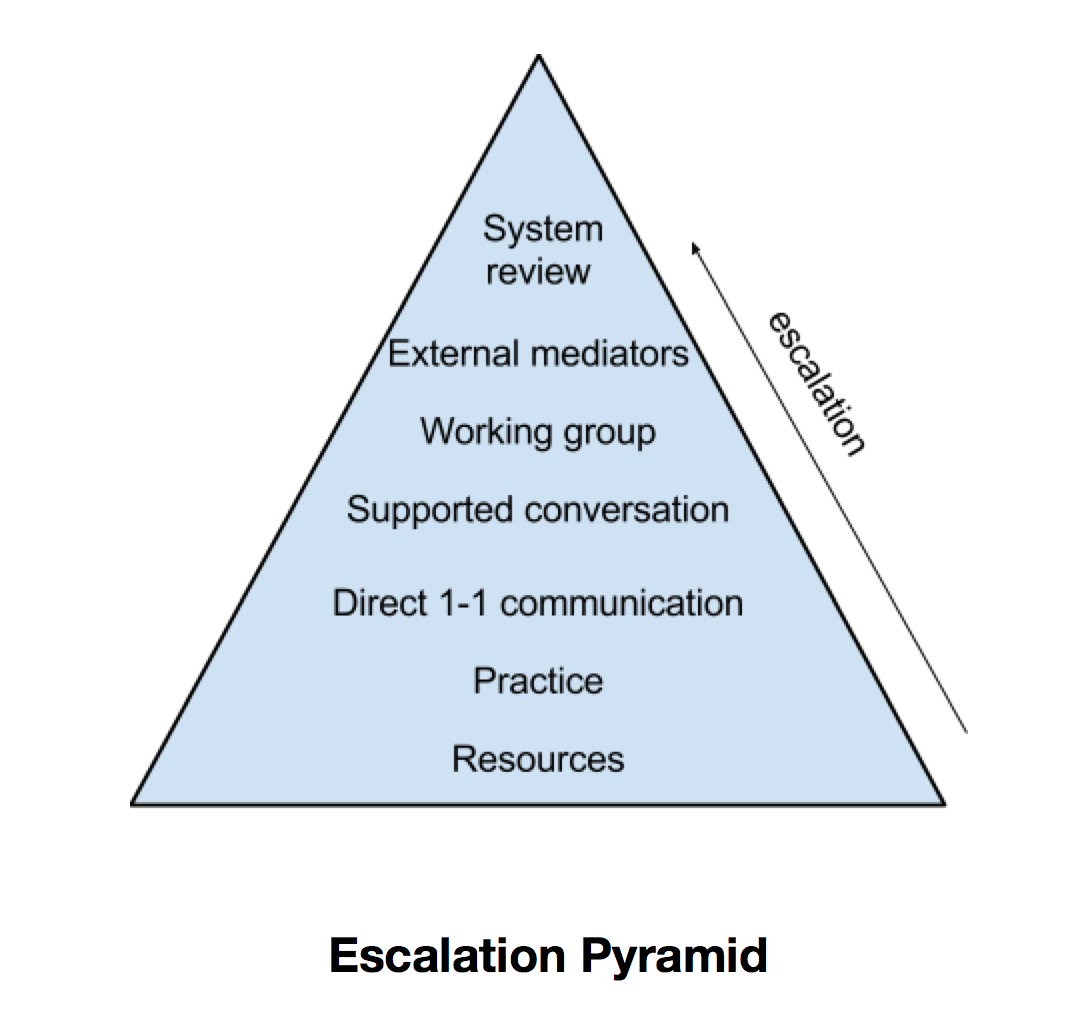 System
review
External mediators
escalation
Working group
Supported conversation
Direct 1-1 communication
Practice
Resources
Escalation Pyramid